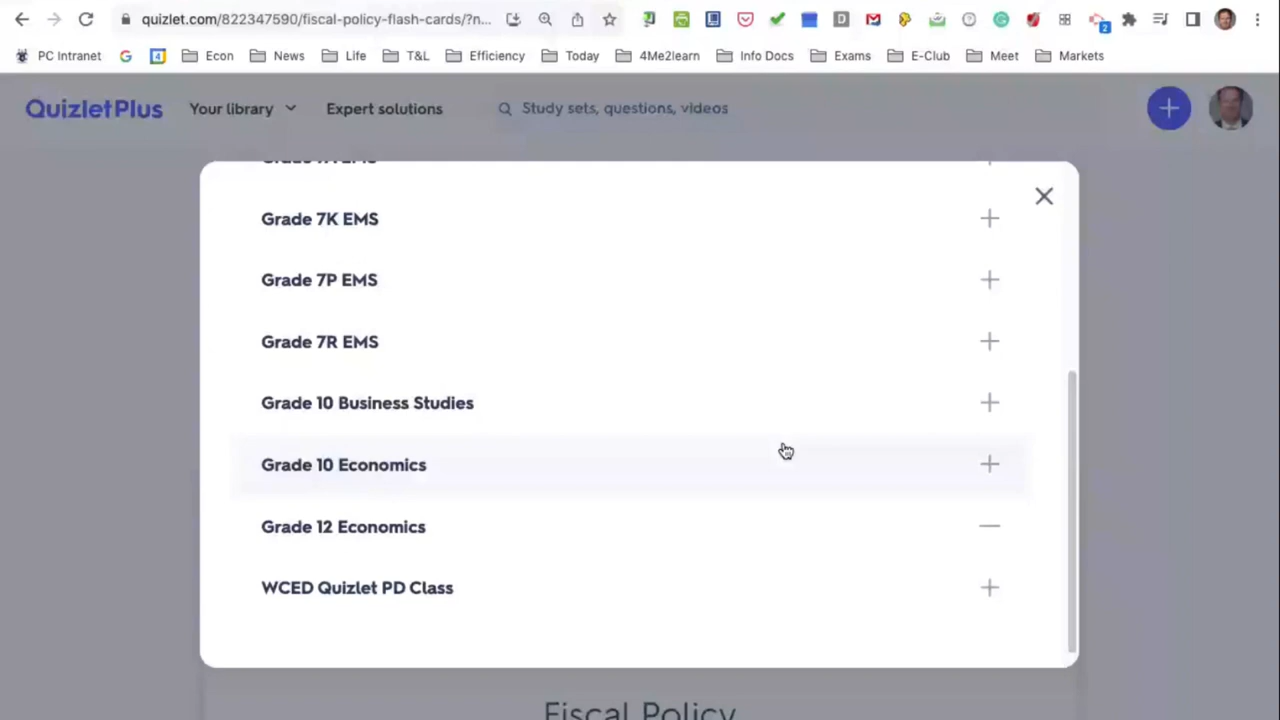 quizlet.com/822347590/fiscal-policy-flash-cards/?n...
2
PC Intranet
Econ
News
Life
T&L
Efficiency
Today
4Me2learn
Info Docs
Exams
E-Club
Meet
Markets
QuizletPlus
Your library
Expert solutions
Study sets, questions, videos
Grade 7K EMS
Grade 7P EMS
Grade 7R EMS
Grade 10 Business Studies
Grade 10 Economics
Grade 12 Economics
WCED Quizlet PD Class
Fiscal Policy